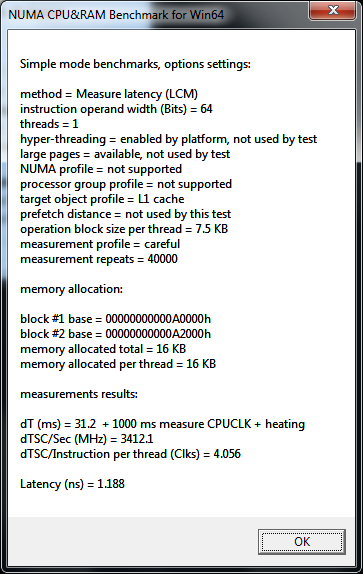 NUMA CPU&RAM Benchmark for Win64
Simple mode benchmarks, options settings:
method = Measure latency (LCM)
instruction operand width (Bits) = 64
threads = 1
hyper-threading = enabled by platform, not used by test
large pages = available, not used by test
NUMA profile = not supported
processor group profile = not supported
target object profile = L1 cache
prefetch distance = not used by this test
operation block size per thread = 7.5 KB
measurement profile = careful
measurement repeats = 40000
memory allocation:
block #1 base = 00000000000A0000h
block #2 base = 00000000000A2000h
memory allocated total = 16 KB
memory allocated per thread = 16 KB
measurements results:
dT (ms) = 31.2  + 1000 ms measure CPUCLK + heating
dTSC/Sec (MHz) = 3412.1
dTSC/Instruction per thread (Clks) = 4.056
Latency (ns) = 1.188
OK